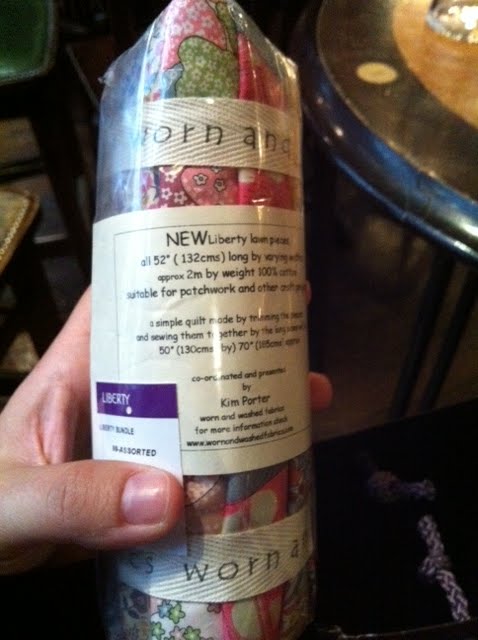 worn and
NEW Liberty lawn pieces
all 52" ( 132cms) long by varying
approx 2m by weight 100% cotton
suitable for patchwork and other craft
a simple quilt made by trimming the
and sewing them together by the long
50" (130cms by) 70" (185cms) approx
co-ordinated and presented
by
Kim Porter
worn and washed fabrics
for more information check
www.wornandwashedfabrics.com
LIBERTY
LIBERTY BUNDLE
-ASSORTED
es worn a